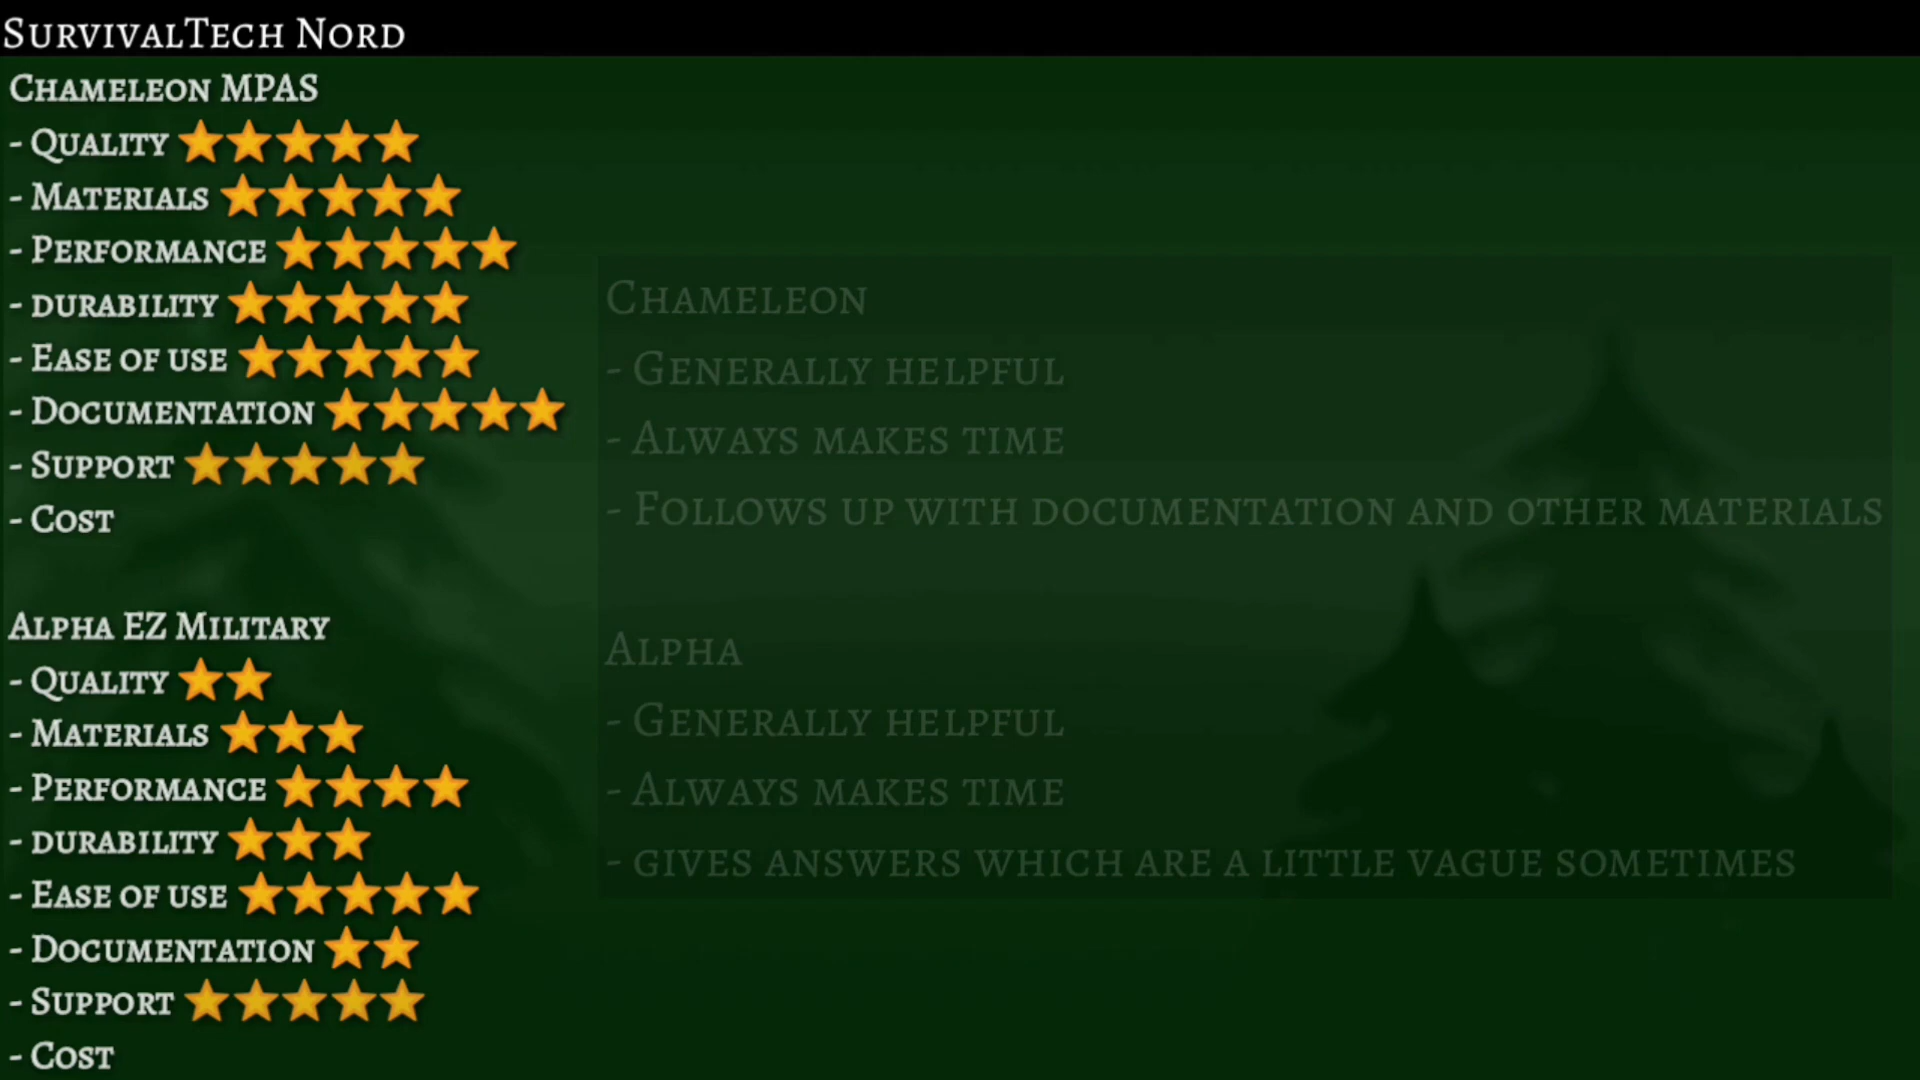 SurvivalTech Nord
Chameleon MPAS
- Quality ⭐⭐⭐⭐⭐
- Materials ⭐⭐⭐⭐⭐
- Performance ⭐⭐⭐⭐⭐
- durability ⭐⭐⭐⭐⭐
- Ease of use ⭐⭐⭐⭐⭐
- Documentation ⭐⭐⭐⭐⭐
- Support ⭐⭐⭐⭐⭐
- Cost
Alpha EZ Military
- Quality ⭐⭐
- Materials ⭐⭐⭐
- Performance ⭐⭐⭐⭐
- durability ⭐⭐⭐
- Ease of use ⭐⭐⭐⭐⭐
- Documentation ⭐⭐
- Support ⭐⭐⭐⭐⭐
- Cost
Chameleon
- Generally helpful
- Always makes time
- Follows up with documentation and other materials
Alpha
- Generally helpful
- Always makes time
- gives answers which are a little vague sometimes